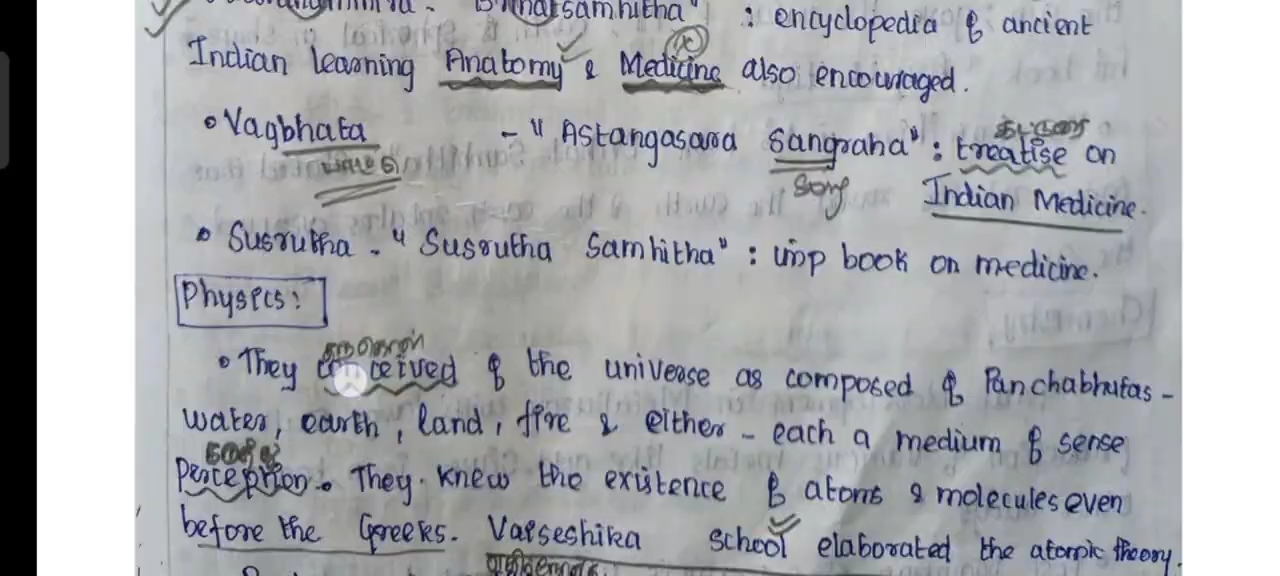 Bruhatsamhitha" : encyclopedia of ancient
Indian learning Anatomy & Medicine also encouraged.
• Vagbhata - " Astangasara Sangraha" : treatise on
Indian Medicine.
• Susrutha - " Susrutha Samhitha" : imp book on medicine.
Physics :
• They conceived of the universe as composed of Panchabhutas -
water, earth, land, fire & either - each a medium of sense
Perception. They knew the existence of atoms & molecules even
before the Greeks. Vaiseshika school elaborated the atomic theory.